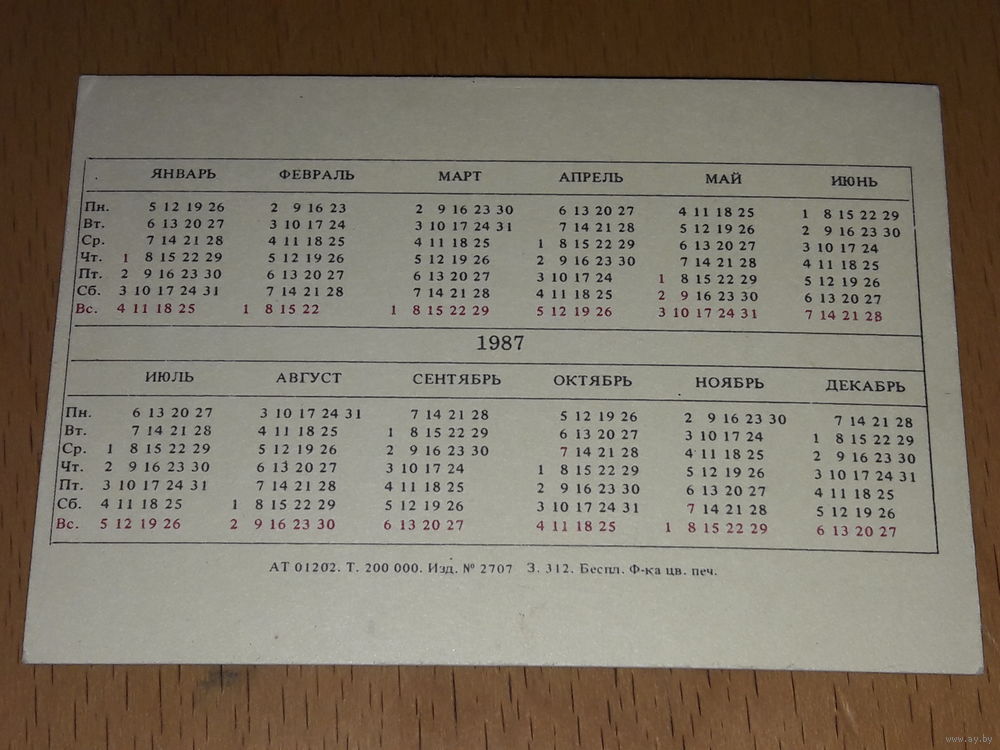 ЯНВАРЬ ФЕВРАЛЬ МАРТ АПРЕЛЬ МАЙ ИЮНЬ
Пн. 5 12 19 26 2 9 16 23 2 9 16 23 30 6 13 20 27 4 11 18 25 1 8 15 22 29
Вт. 6 13 20 27 3 10 17 24 3 10 17 24 31 7 14 21 28 5 12 19 26 2 9 16 23 30
Ср. 7 14 21 28 4 11 18 25 4 11 18 25 1 8 15 22 29 6 13 20 27 3 10 17 24
Чт. 1 8 15 22 29 5 12 19 26 5 12 19 26 2 9 16 23 30 7 14 21 28 4 11 18 25
Пт. 2 9 16 23 30 6 13 20 27 6 13 20 27 3 10 17 24 1 8 15 22 29 5 12 19 26
Сб. 3 10 17 24 31 7 14 21 28 7 14 21 28 4 11 18 25 2 9 16 23 30 6 13 20 27
Вс. 4 11 18 25 1 8 15 22 1 8 15 22 29 5 12 19 26 3 10 17 24 31 7 14 21 28
1987
ИЮЛЬ АВГУСТ СЕНТЯБРЬ ОКТЯБРЬ НОЯБРЬ ДЕКАБРЬ
Пн. 6 13 20 27 3 10 17 24 31 7 14 21 28 5 12 19 26 2 9 16 23 30 7 14 21 28
Вт. 7 14 21 28 4 11 18 25 1 8 15 22 29 6 13 20 27 3 10 17 24 1 8 15 22 29
Ср. 1 8 15 22 29 5 12 19 26 2 9 16 23 30 7 14 21 28 4 11 18 25 2 9 16 23 30
Чт. 2 9 16 23 30 6 13 20 27 3 10 17 24 1 8 15 22 29 5 12 19 26 3 10 17 24 31
Пт. 3 10 17 24 31 7 14 21 28 4 11 18 25 2 9 16 23 30 6 13 20 27 4 11 18 25
Сб. 4 11 18 25 1 8 15 22 29 5 12 19 26 3 10 17 24 31 7 14 21 28 5 12 19 26
Вс. 5 12 19 26 2 9 16 23 30 6 13 20 27 4 11 18 25 1 8 15 22 29 6 13 20 27
АТ 01202. Т. 200 000. Изд. № 2707 З. 312. Беспл. Ф-ка цв. печ.
www.ay.by